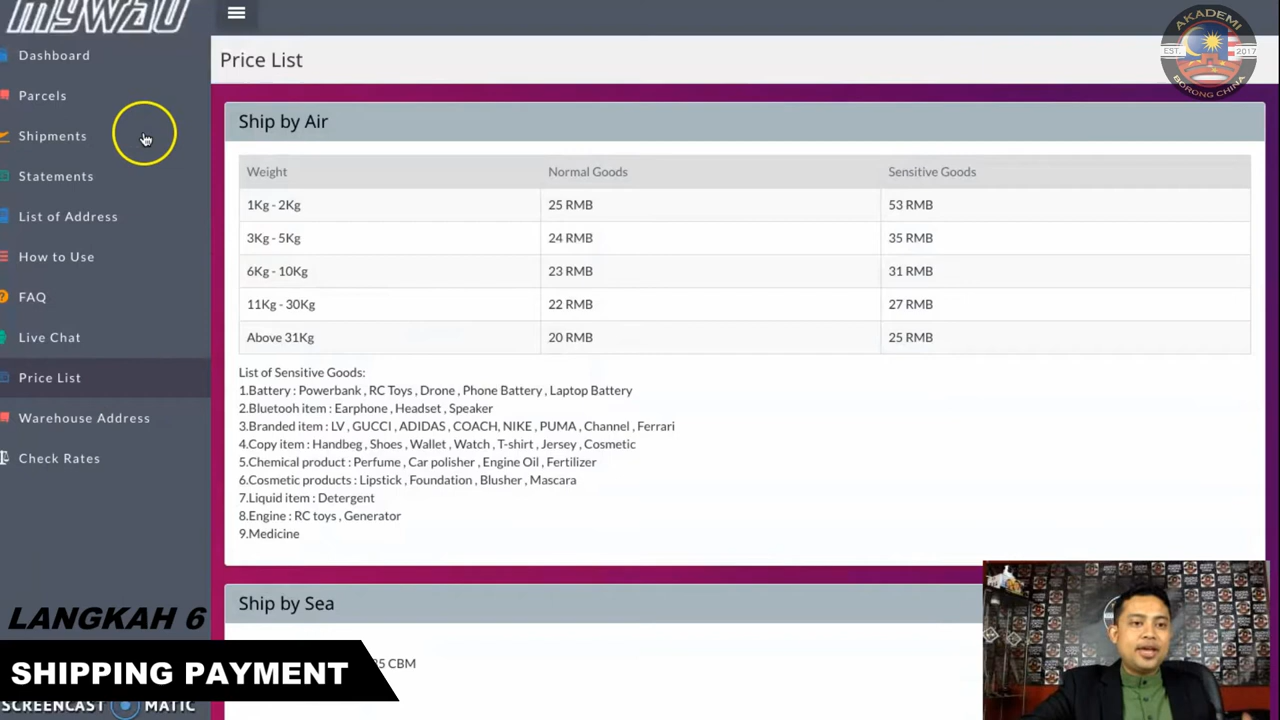 mywau
Dashboard
Parcels
Shipments
Statements
List of Address
How to Use
FAQ
Live Chat
Price List
Warehouse Address
Check Rates
Price List
AKADEMI
EST. 2017
BORONG CHINA
Ship by Air
Weight Normal Goods Sensitive Goods
1Kg - 2Kg 25 RMB 53 RMB
3Kg - 5Kg 24 RMB 35 RMB
6Kg - 10Kg 23 RMB 31 RMB
11Kg - 30Kg 22 RMB 27 RMB
Above 31Kg 20 RMB 25 RMB
List of Sensitive Goods:
1.Battery : Powerbank , RC Toys , Drone , Phone Battery , Laptop Battery
2.Bluetooh item : Earphone , Headset , Speaker
3.Branded item : LV , GUCCI , ADIDAS , COACH, NIKE , PUMA , Channel , Ferrari
4.Copy item : Handbeg , Shoes , Wallet , Watch , T-shirt , Jersey , Cosmetic
5.Chemical product : Perfume , Car polisher , Engine Oil , Fertilizer
6.Cosmetic products : Lipstick , Foundation , Blusher , Mascara
7.Liquid item : Detergent
8.Engine : RC toys , Generator
9.Medicine
Ship by Sea
CBM
LANGKAH 6
SHIPPING PAYMENT
SCREENCAST MATIC